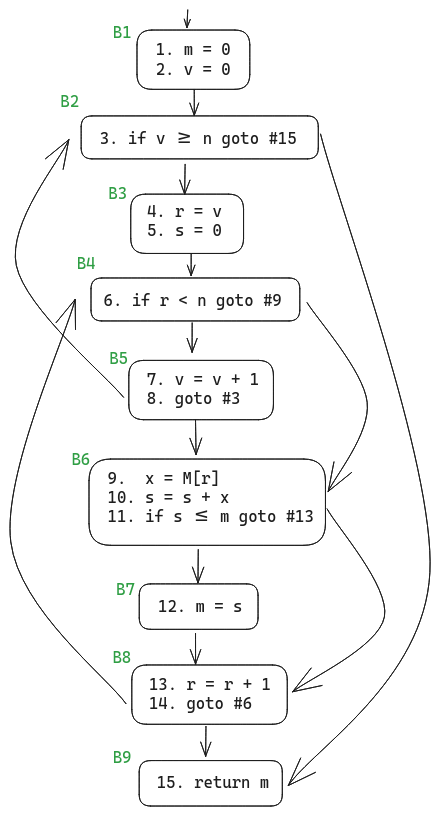 B1
1. m = 0
2. v = 0
B2
3. if v ≥ n goto #15
B3
4. r = v
5. s = 0
B4
6. if r < n goto #9
B5
7. v = v + 1
8. goto #3
B6
9. x = M[r]
10. s = s + x
11. if s ≤ m goto #13
B7
12. m = s
B8
13. r = r + 1
14. goto #6
B9
15. return m